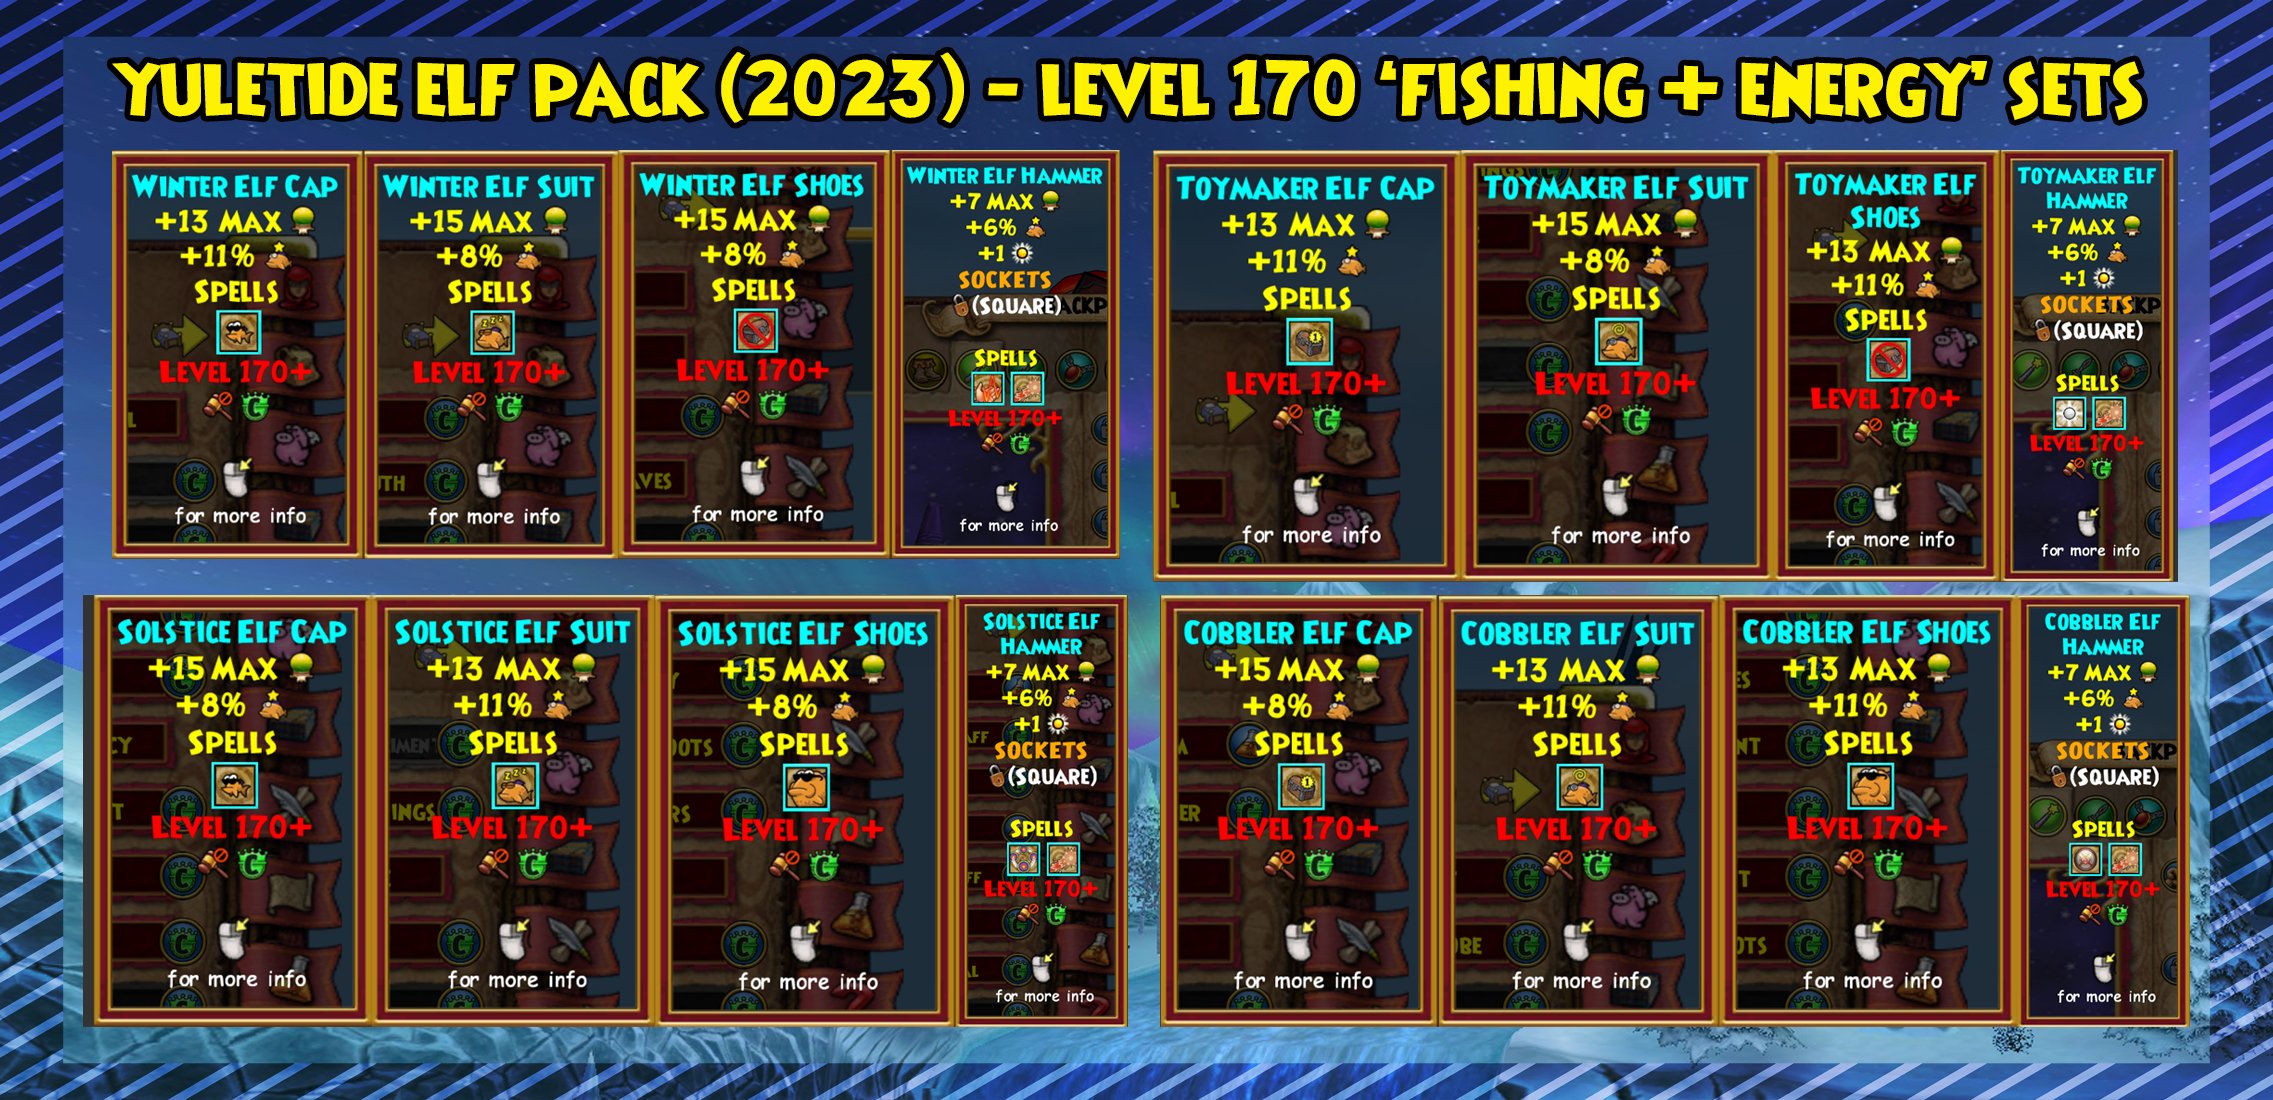 YULETIDE ELF PACK (2023) - LEVEL 170 'FISHING + ENERGY' SETS
WINTER ELF CAP
+13 MAX
+11%
SPELLS
LEVEL 170+
for more info
WINTER ELF SUIT
+15 MAX
+8%
SPELLS
LEVEL 170+
for more info
WINTER ELF SHOES
+15 MAX
+8%
SPELLS
LEVEL 170+
for more info
WINTER ELF HAMMER
+7 MAX
+6%
+1
SOCKETS
(SQUARE)
SPELLS
LEVEL 170+
for more info
TOYMAKER ELF CAP
+13 MAX
+11%
SPELLS
LEVEL 170+
for more info
TOYMAKER ELF SUIT
+15 MAX
+8%
SPELLS
LEVEL 170+
for more info
TOYMAKER ELF
SHOES
+13 MAX
+11%
SPELLS
LEVEL 170+
for more info
TOYMAKER ELF
HAMMER
+7 MAX
+6%
+1
SOCKETS
(SQUARE)
SPELLS
LEVEL 170+
for more info
SOLSTICE ELF CAP
+15 MAX
+8%
SPELLS
LEVEL 170+
for more info
SOLSTICE ELF SUIT
+13 MAX
+11%
SPELLS
LEVEL 170+
for more info
SOLSTICE ELF SHOES
+15 MAX
+8%
SPELLS
LEVEL 170+
for more info
SOLSTICE ELF
HAMMER
+7 MAX
+6%
+1
SOCKETS
(SQUARE)
SPELLS
LEVEL 170+
for more info
COBBLER ELF CAP
+15 MAX
+8%
SPELLS
LEVEL 170+
for more info
COBBLER ELF SUIT
+13 MAX
+11%
SPELLS
LEVEL 170+
for more info
COBBLER ELF SHOES
+13 MAX
+11%
SPELLS
LEVEL 170+
for more info
COBBLER ELF
HAMMER
+7 MAX
+6%
+1
SOCKETS
(SQUARE)
SPELLS
LEVEL 170+
for more info